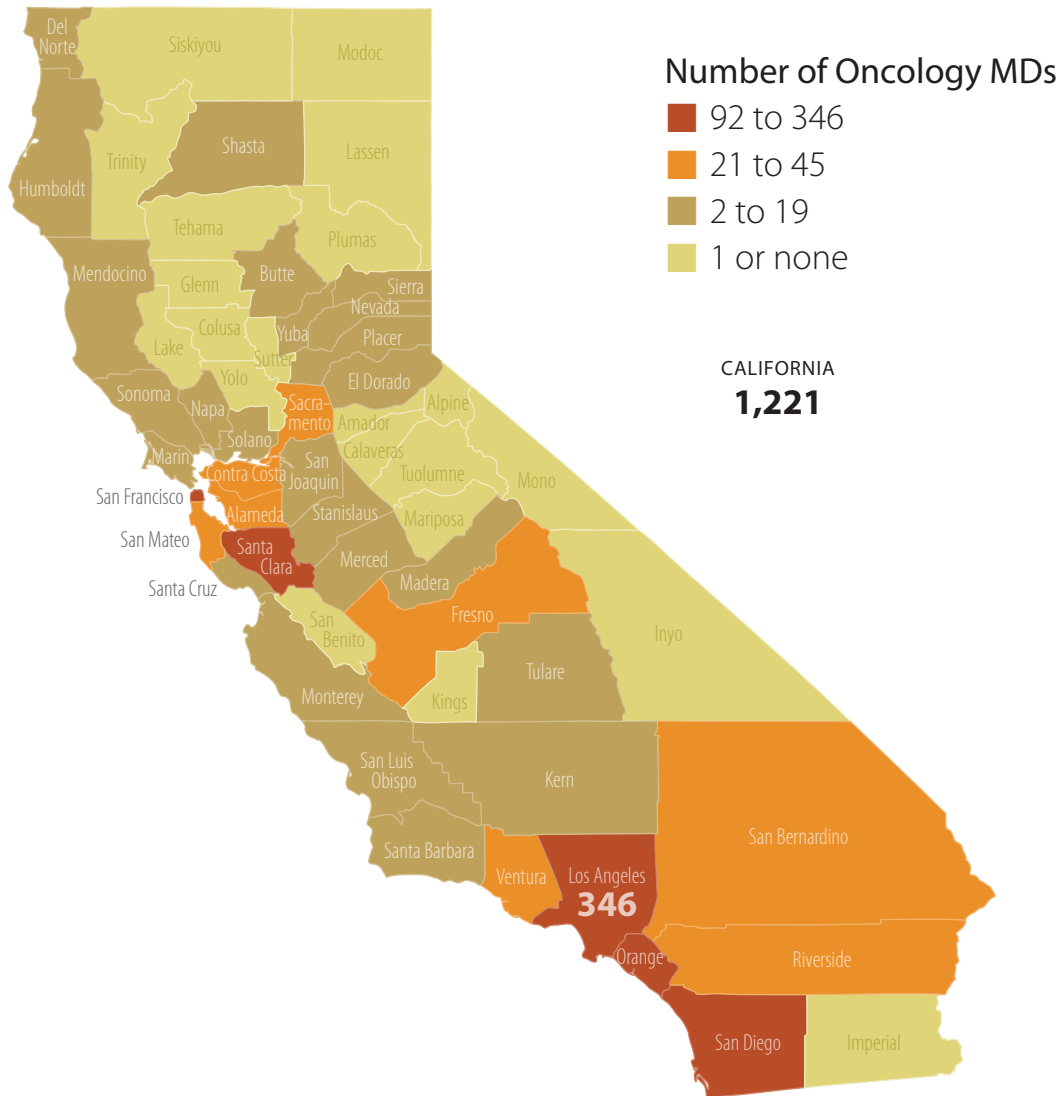 Number of Oncology MDs
92 to 346
21 to 45
2 to 19
1 or none
CALIFORNIA
1,221
Del
Norte
Siskiyou
Modoc
Humboldt
Trinity
Shasta
Lassen
Mendocino
Tehama
Plumas
Glenn
Butte
Sierra
Nevada
Lake
Colusa
Sutter
Yuba
Placer
Yolo
El Dorado
Sonoma
Napa
Sacra-
mento
Alpine
Amador
Solano
Calaveras
Marin
Contra Costa
San
Joaquin
Tuolumne
Mono
San Francisco
Alameda
Stanislaus
Mariposa
San Mateo
Santa
Clara
Merced
Madera
Santa Cruz
San
Benito
Fresno
Inyo
Monterey
Kings
Tulare
San Luis
Obispo
Kern
Santa Barbara
Ventura
Los Angeles
346
San Bernardino
Orange
Riverside
San Diego
Imperial